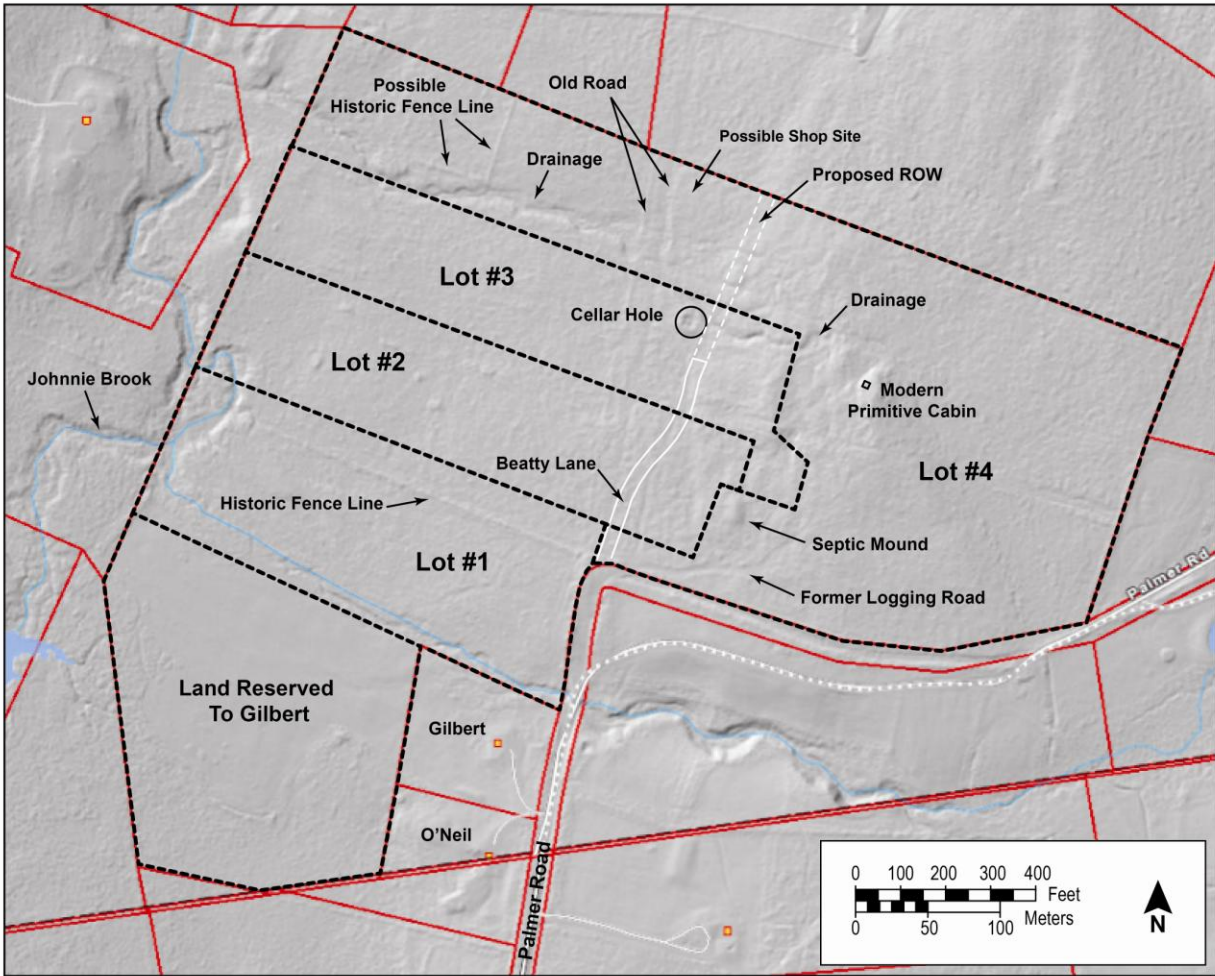 Possible
Historic Fence Line
Old Road
Possible Shop Site
Drainage
Proposed ROW
Lot #3
Cellar Hole
Drainage
Lot #2
Johnnie Brook
Modern
Primitive Cabin
Beatty Lane
Lot #4
Historic Fence Line
Septic Mound
Lot #1
Former Logging Road
Palmer Rd
Land Reserved
To Gilbert
Gilbert
O'Neil
Palmer Road
0 100 200 300 400
Feet
Meters
0 50 100
N